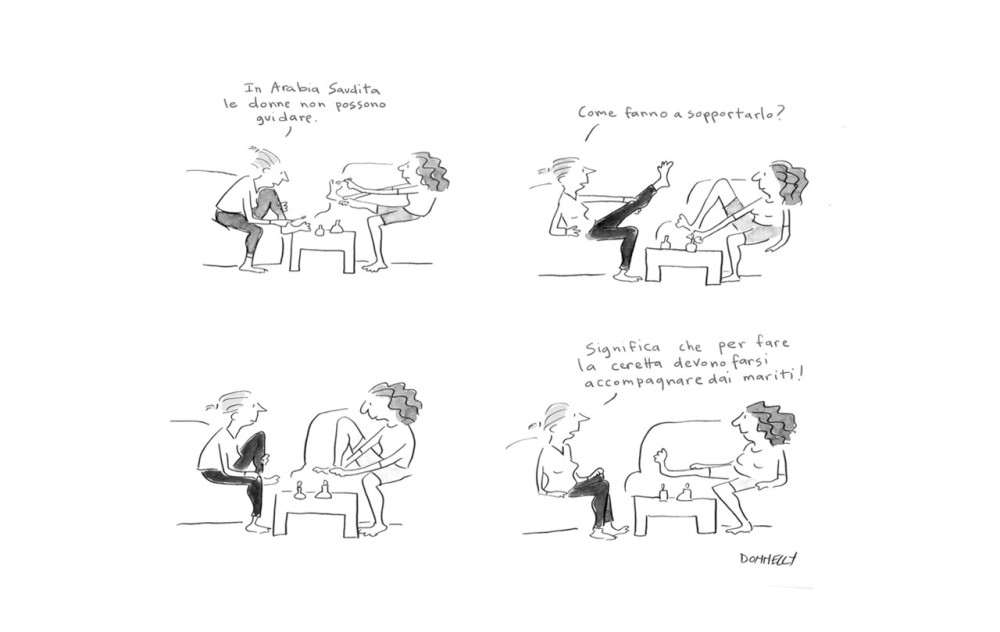 In Arabia Saudita
le donne non possono
guidare.
Come fanno a sopportarlo?
Significa che per fare
la ceretta devono farsi
accompagnare dai mariti!
DONNELLY